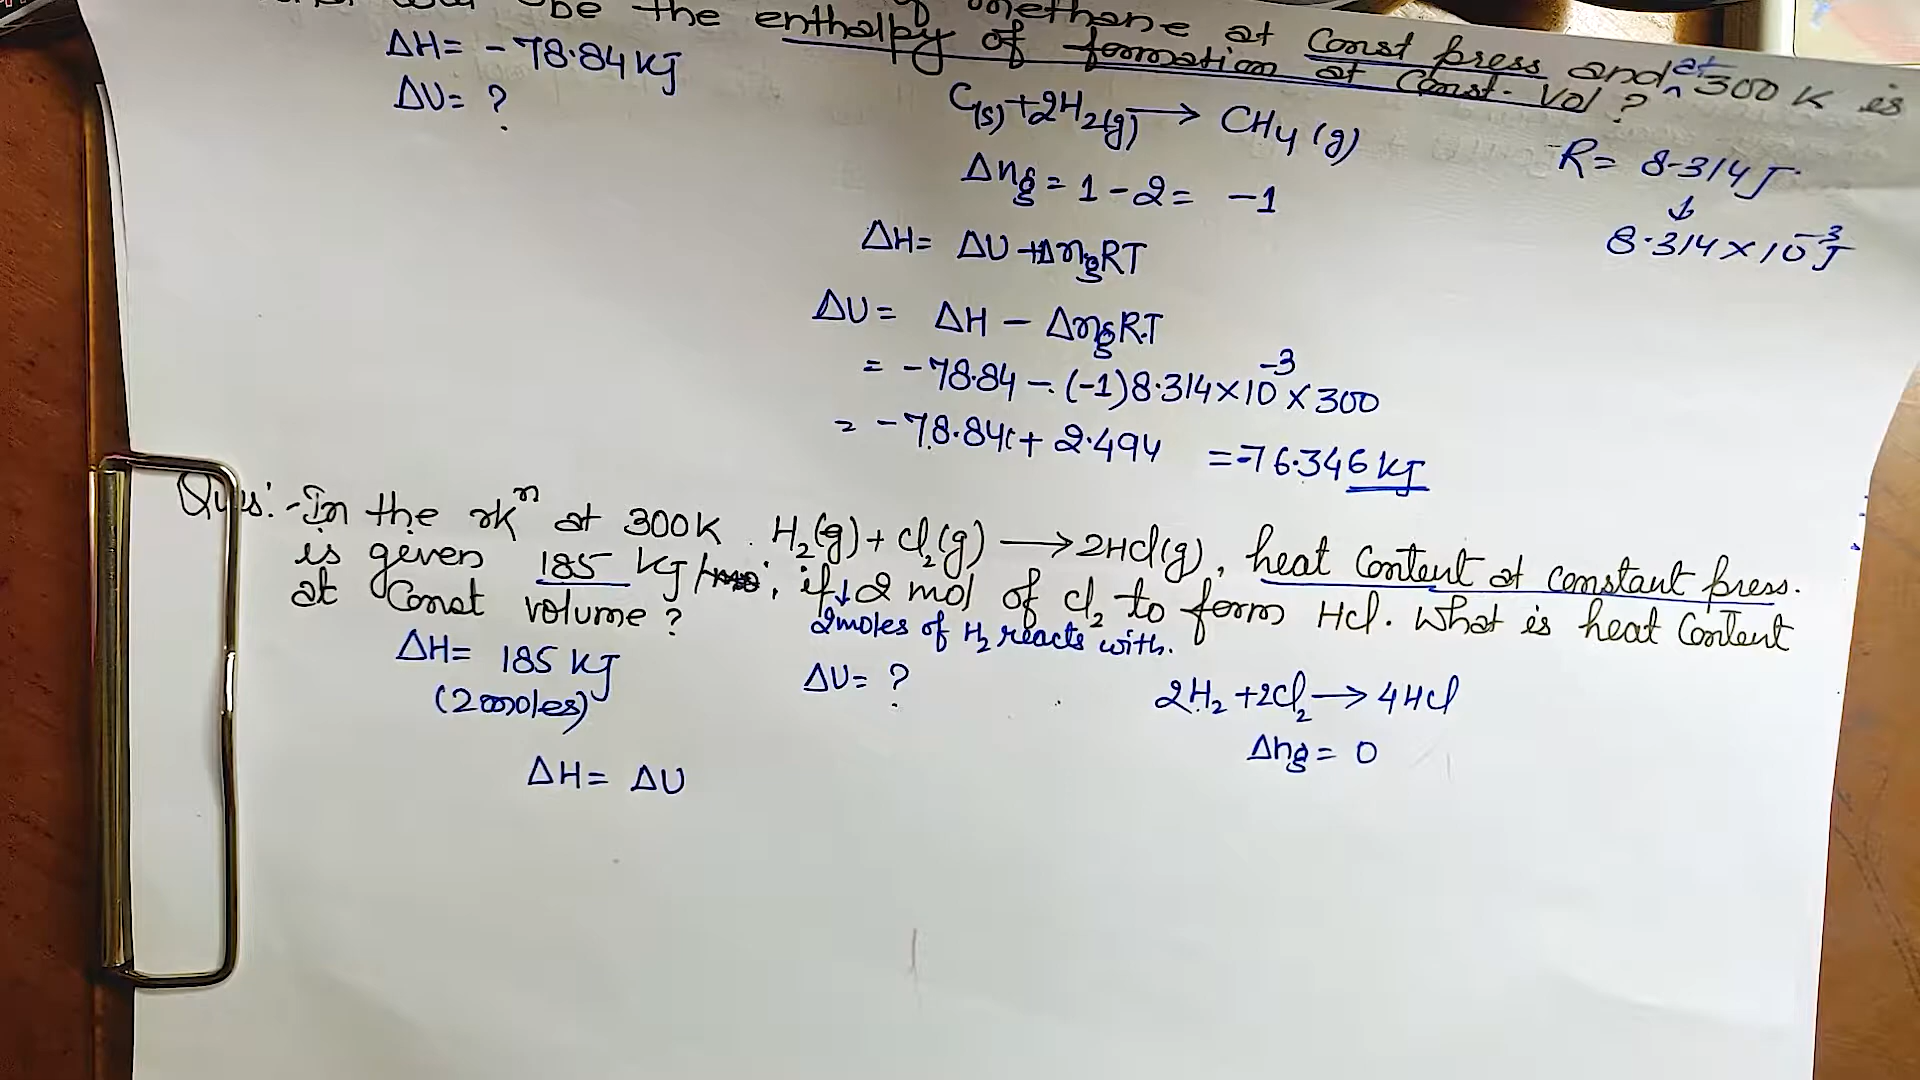 be the enthalpy of formation at Const. vol ?
methane at Const press and at 300 K is
ΔH= -78.84 kJ
ΔU= ?
C(s)+2H₂(g) → CH₄ (g)
Δng = 1 - 2 = -1
R= 8.314 J
↓
8.314×10⁻³ J
ΔH= ΔU +ΔngRT
ΔU= ΔH - ΔngRT
= -78.84 - (-1)8.314×10⁻³ × 300
= -78.84 + 2.494 = -76.346 kJ
Ques:-In the rxⁿ at 300K. H₂(g)+Cl₂(g) → 2HCl(g), heat Content at constant press.
is given 185 kJ/ ; if 2 mol of Cl₂ to form HCl. What is heat Content
2moles of H₂ reacts with.
at Const volume ?
ΔH= 185 kJ
(2moles)
ΔU= ?
2H₂ +2Cl₂ → 4HCl
Δng= 0
ΔH= ΔU